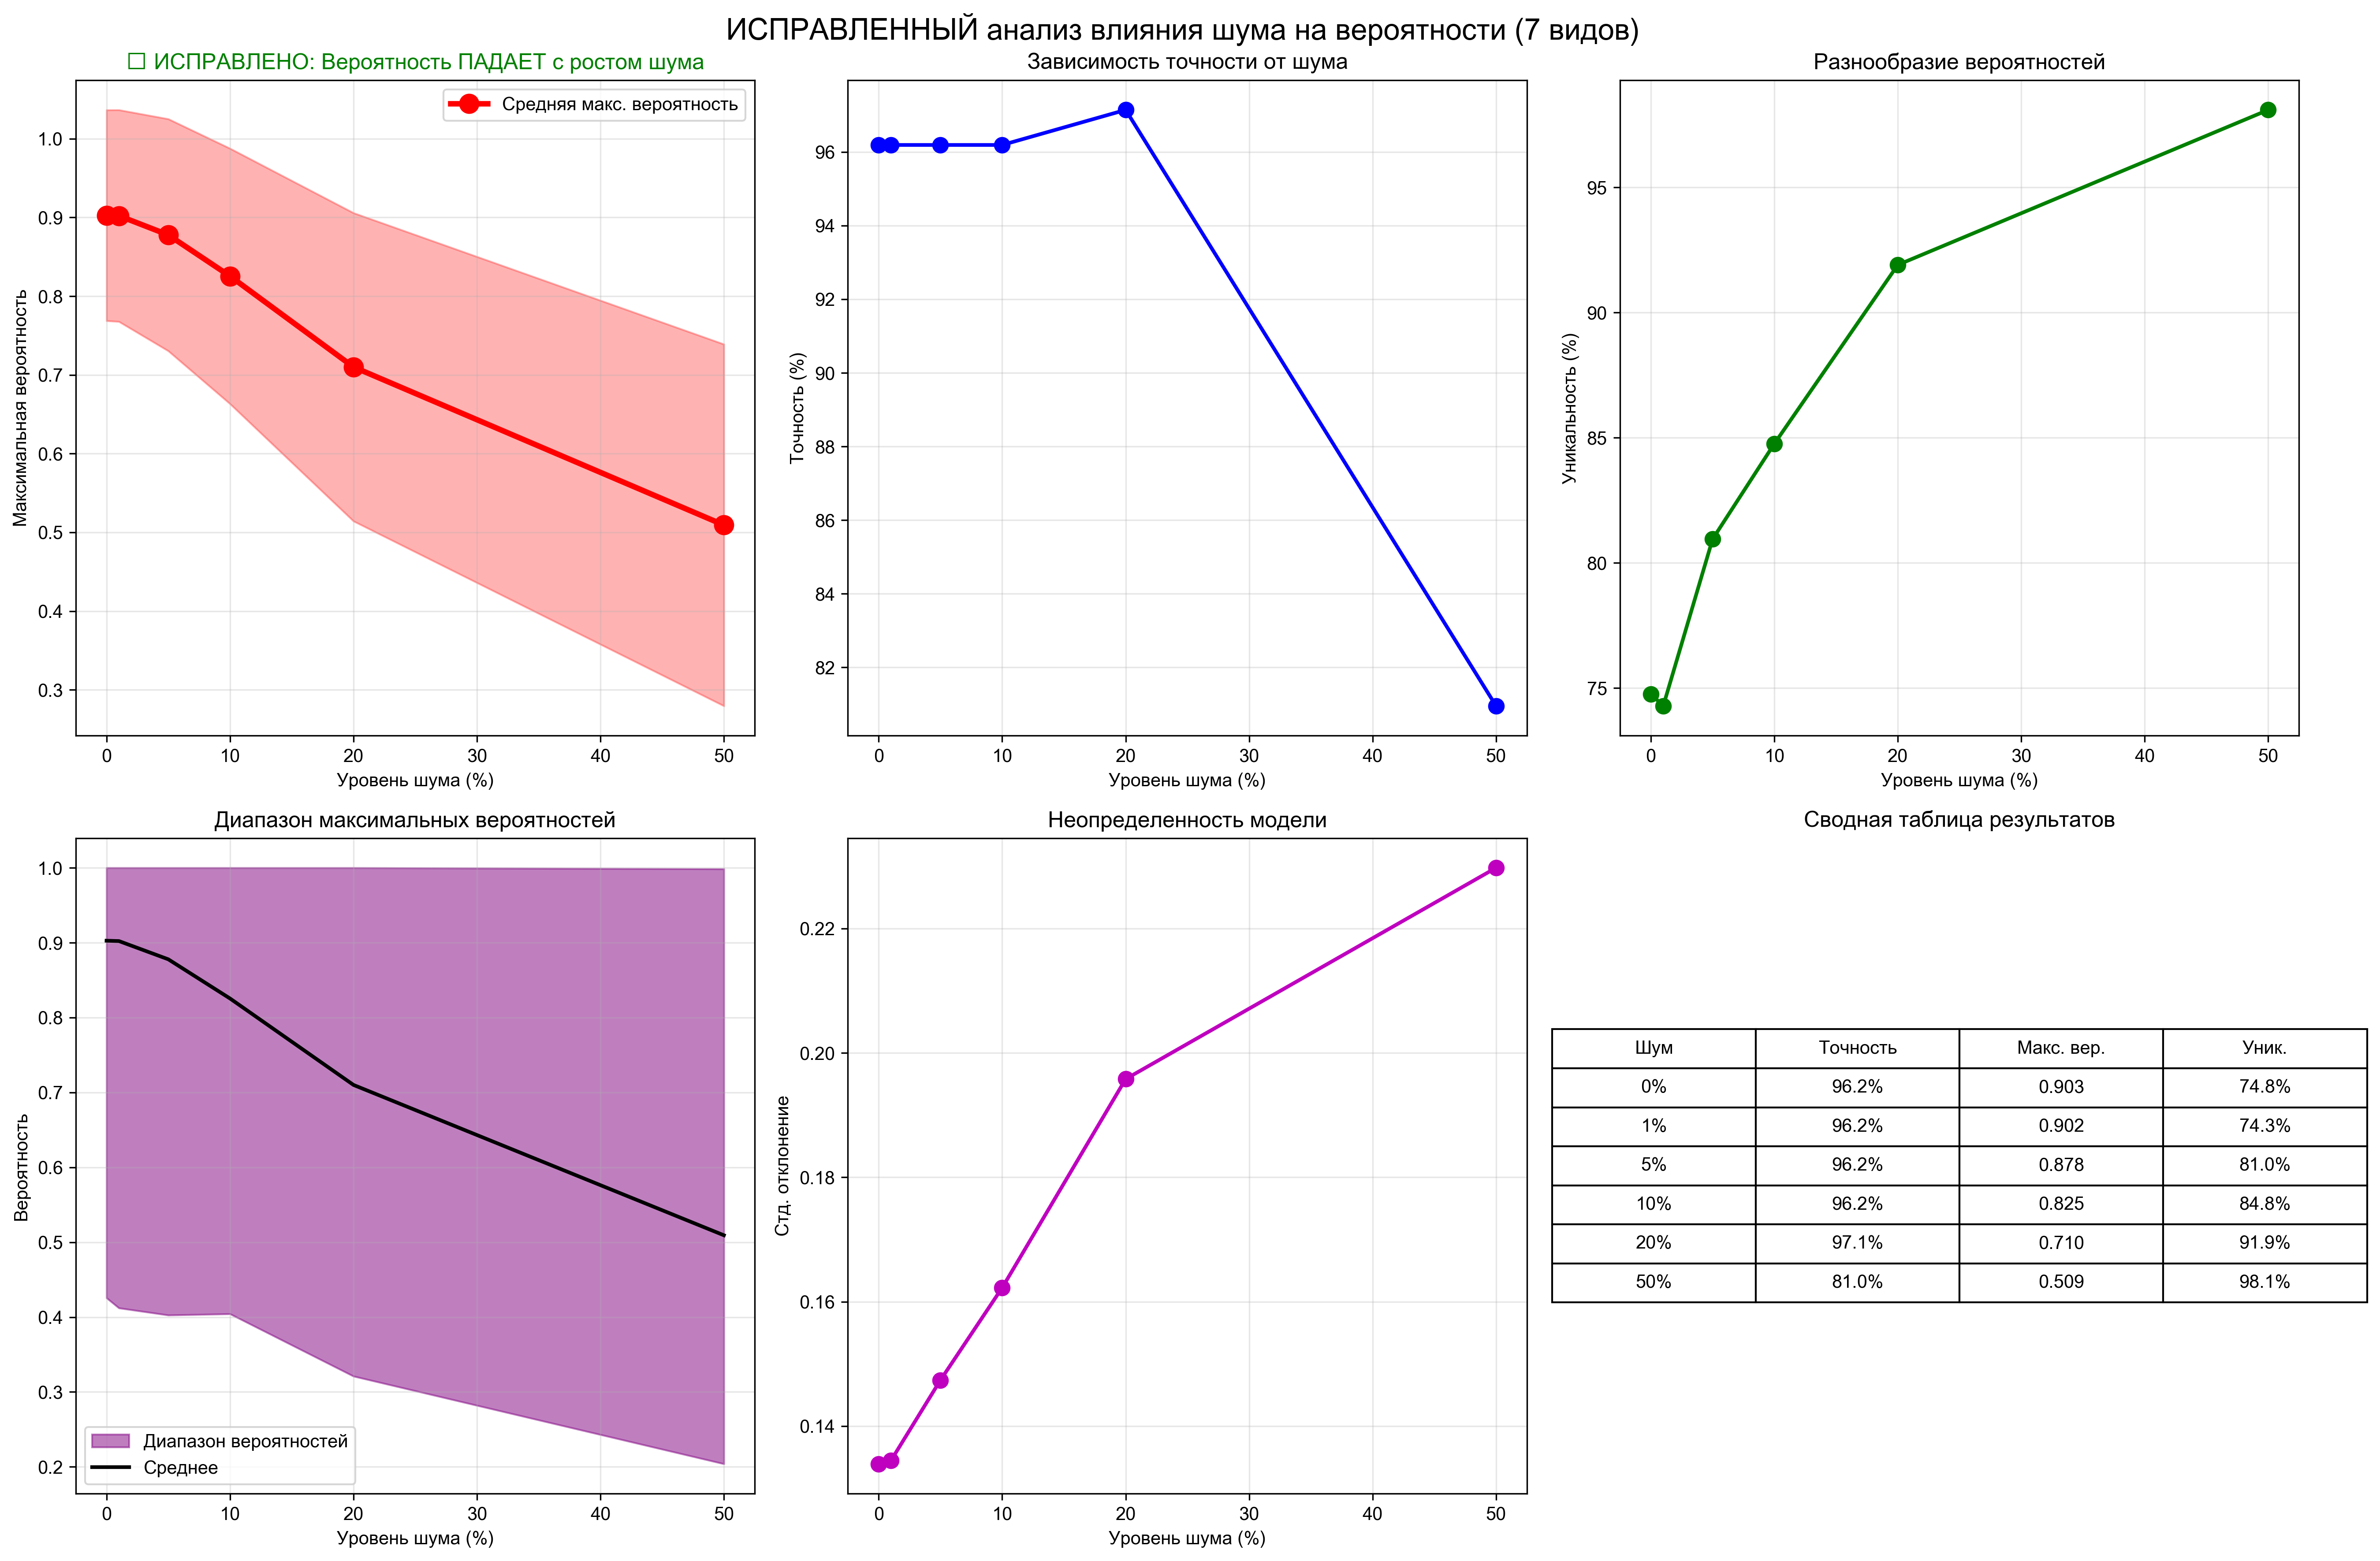 ИСПРАВЛЕННЫЙ анализ влияния шума на вероятности (7 видов)
☐ ИСПРАВЛЕНО: Вероятность ПАДАЕТ с ростом шума
Максимальная вероятность
1.0
0.9
0.8
0.7
0.6
0.5
0.4
0.3
Средняя макс. вероятность
0 10 20 30 40 50
Уровень шума (%)
Зависимость точности от шума
Точность (%)
96
94
92
90
88
86
84
82
0 10 20 30 40 50
Уровень шума (%)
Разнообразие вероятностей
Уникальность (%)
95
90
85
80
75
0 10 20 30 40 50
Уровень шума (%)
Диапазон максимальных вероятностей
Вероятность
1.0
0.9
0.8
0.7
0.6
0.5
0.4
0.3
0.2
Диапазон вероятностей
Среднее
0 10 20 30 40 50
Уровень шума (%)
Неопределенность модели
Стд. отклонение
0.22
0.20
0.18
0.16
0.14
0 10 20 30 40 50
Уровень шума (%)
Сводная таблица результатов
Шум Точность Макс. вер. Уник.
0% 96.2% 0.903 74.8%
1% 96.2% 0.902 74.3%
5% 96.2% 0.878 81.0%
10% 96.2% 0.825 84.8%
20% 97.1% 0.710 91.9%
50% 81.0% 0.509 98.1%